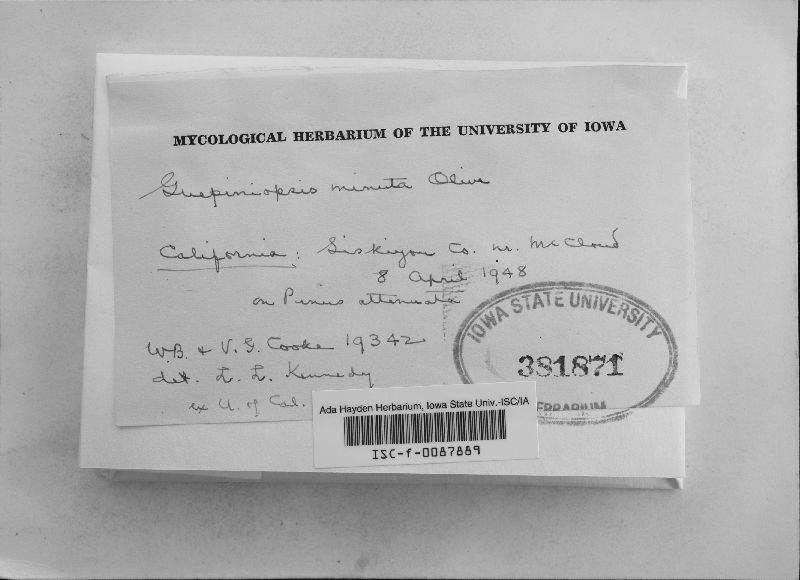 MYCOLOGICAL HERBARIUM OF THE UNIVERSITY OF IOWA
Guepiniopsis minuta Olive
California: Siskiyou Co. nr. McCloud
8 April 1948
on Pinus attenuata
W.B. & V.G. Cooke 19342
det. L. L. Kennedy
ex U. of Cal.
IOWA STATE UNIVERSITY
381871
HERBARIUM
Ada Hayden Herbarium, Iowa State Univ.-ISC/IA
ISC-f-0087889